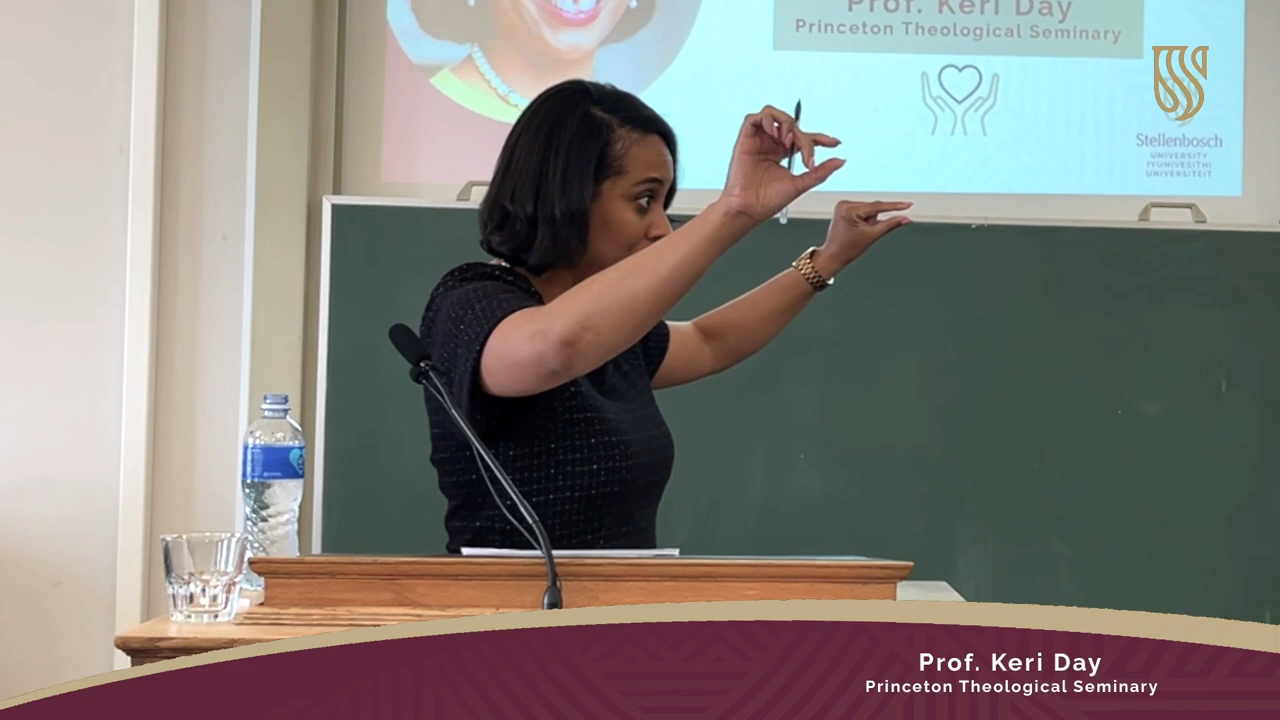 Prof. Keri Day
Princeton Theological Seminary
Stellenbosch
UNIVERSITY
IYUNIVESITHI
UNIVERSITEIT
Prof. Keri Day
Princeton Theological Seminary